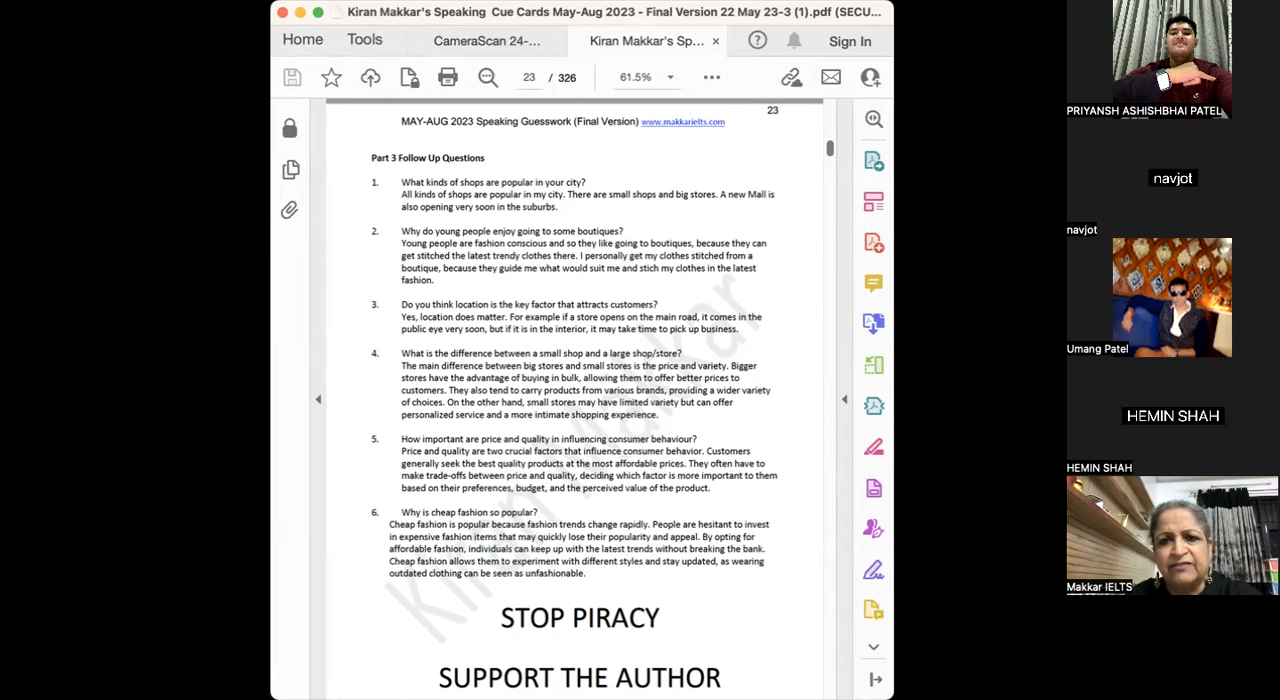 Kiran Makkar's Speaking Cue Cards May-Aug 2023 - Final Version 22 May 23-3 (1).pdf (SECU...
Home Tools CameraScan 24-... Kiran Makkar's Sp... × Sign In
23 / 326 61.5%
23
MAY-AUG 2023 Speaking Guesswork (Final Version) www.makkarielts.com
Part 3 Follow Up Questions
1. What kinds of shops are popular in your city?
All kinds of shops are popular in my city. There are small shops and big stores. A new Mall is
also opening very soon in the suburbs.
2. Why do young people enjoy going to some boutiques?
Young people are fashion conscious and so they like going to boutiques, because they can
get stitched the latest trendy clothes there. I personally get my clothes stitched from a
boutique, because they guide me what would suit me and stich my clothes in the latest
fashion.
3. Do you think location is the key factor that attracts customers?
Yes, location does matter. For example if a store opens on the main road, it comes in the
public eye very soon, but if it is in the interior, it may take time to pick up business.
4. What is the difference between a small shop and a large shop/store?
The main difference between big stores and small stores is the price and variety. Bigger
stores have the advantage of buying in bulk, allowing them to offer better prices to
customers. They also tend to carry products from various brands, providing a wider variety
of choices. On the other hand, small stores may have limited variety but can offer
personalized service and a more intimate shopping experience.
5. How important are price and quality in influencing consumer behaviour?
Price and quality are two crucial factors that influence consumer behavior. Customers
generally seek the best quality products at the most affordable prices. They often have to
make trade-offs between price and quality, deciding which factor is more important to them
based on their preferences, budget, and the perceived value of the product.
6. Why is cheap fashion so popular?
Cheap fashion is popular because fashion trends change rapidly. People are hesitant to invest
in expensive fashion items that may quickly lose their popularity and appeal. By opting for
affordable fashion, individuals can keep up with the latest trends without breaking the bank.
Cheap fashion allows them to experiment with different styles and stay updated, as wearing
outdated clothing can be seen as unfashionable.
STOP PIRACY
SUPPORT THE AUTHOR
Kiran Makkar
PRIYANSH ASHISHBHAI PATEL
navjot
navjot
Umang Patel
HEMIN SHAH
HEMIN SHAH
Makkar IELTS